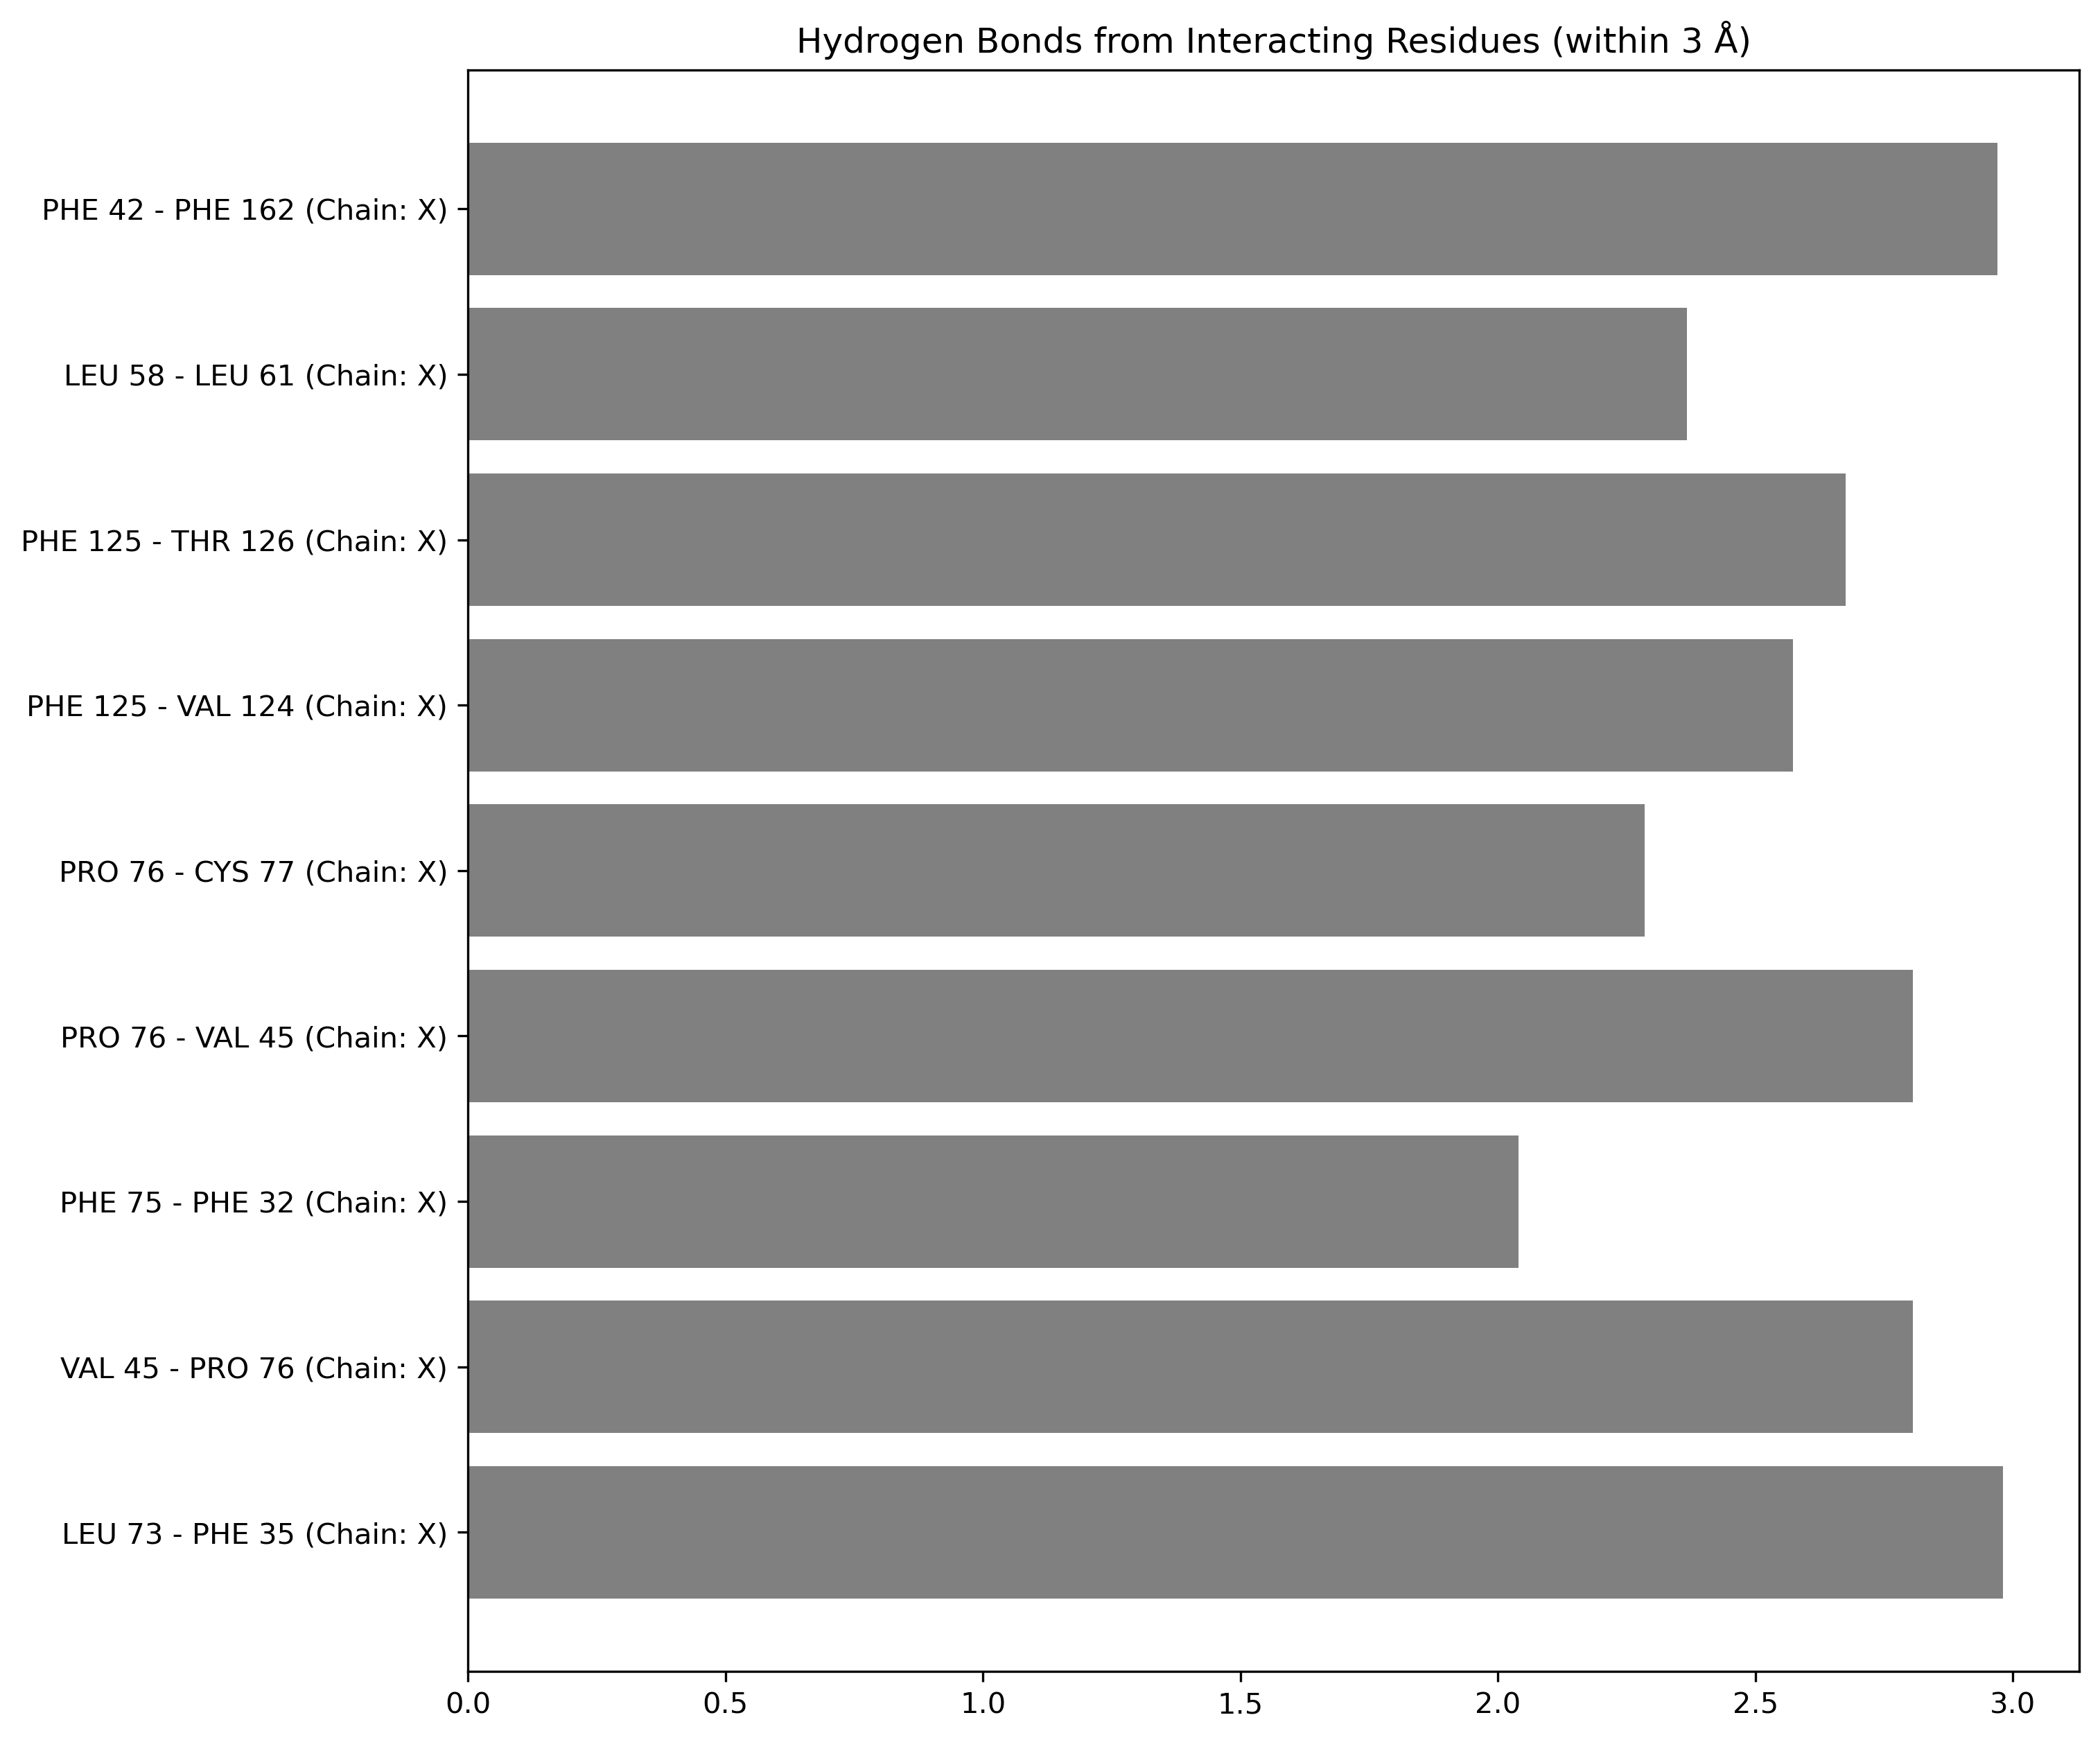 Hydrogen Bonds from Interacting Residues (within 3 Å)
PHE 42 - PHE 162 (Chain: X)
LEU 58 - LEU 61 (Chain: X)
PHE 125 - THR 126 (Chain: X)
PHE 125 - VAL 124 (Chain: X)
PRO 76 - CYS 77 (Chain: X)
PRO 76 - VAL 45 (Chain: X)
PHE 75 - PHE 32 (Chain: X)
VAL 45 - PRO 76 (Chain: X)
LEU 73 - PHE 35 (Chain: X)
0.0 0.5 1.0 1.5 2.0 2.5 3.0